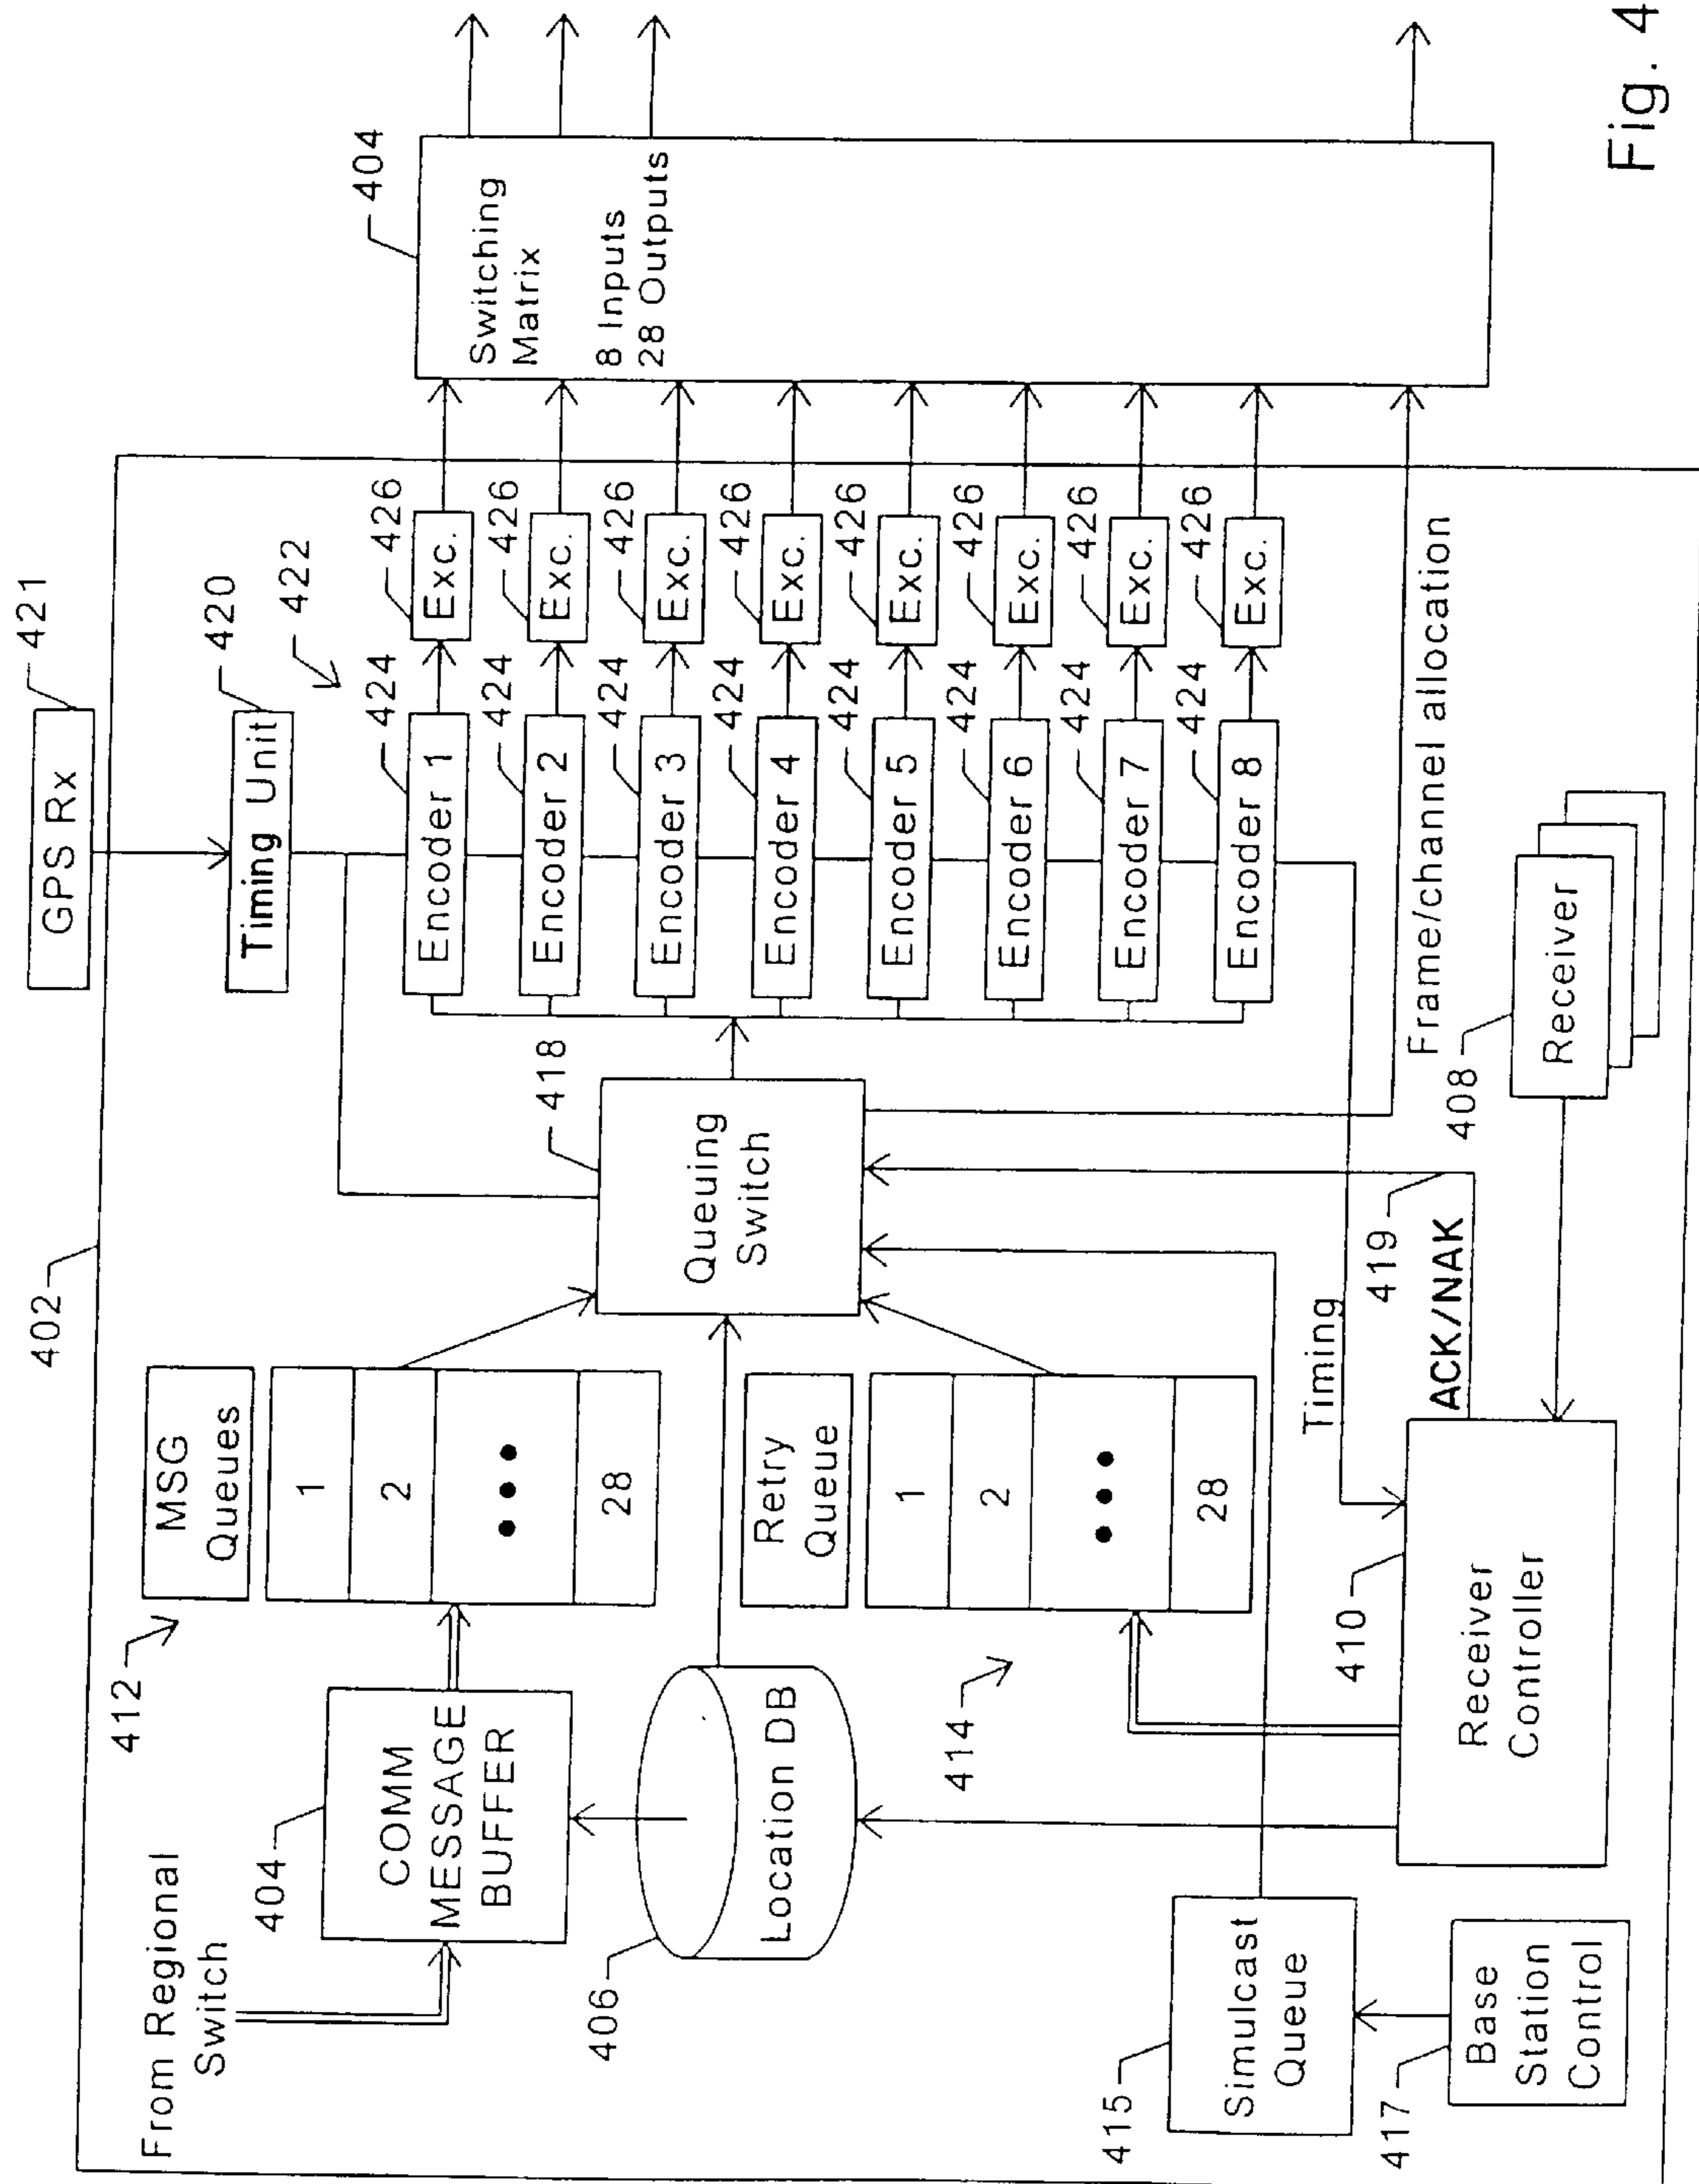 GPS Rx
421
402
Timing Unit
420
422
From Regional
Switch
404
COMM
MESSAGE
BUFFER
412
MSG
Queues
1
2
•••
28
406
Location DB
414
Retry
Queue
1
2
•••
28
418
Queuing
Switch
424
Encoder 1
426
Exc.
424
Encoder 2
426
Exc.
424
Encoder 3
426
Exc.
424
Encoder 4
426
Exc.
424
Encoder 5
426
Exc.
424
Encoder 6
426
Exc.
424
Encoder 7
426
Exc.
424
Encoder 8
426
Exc.
404
Switching
Matrix
8 Inputs
28 Outputs
415
Simulcast
Queue
417
Base
Station
Control
Timing
410
Receiver
Controller
419
ACK/NAK
408
Receiver
Frame/channel allocation
Fig. 4